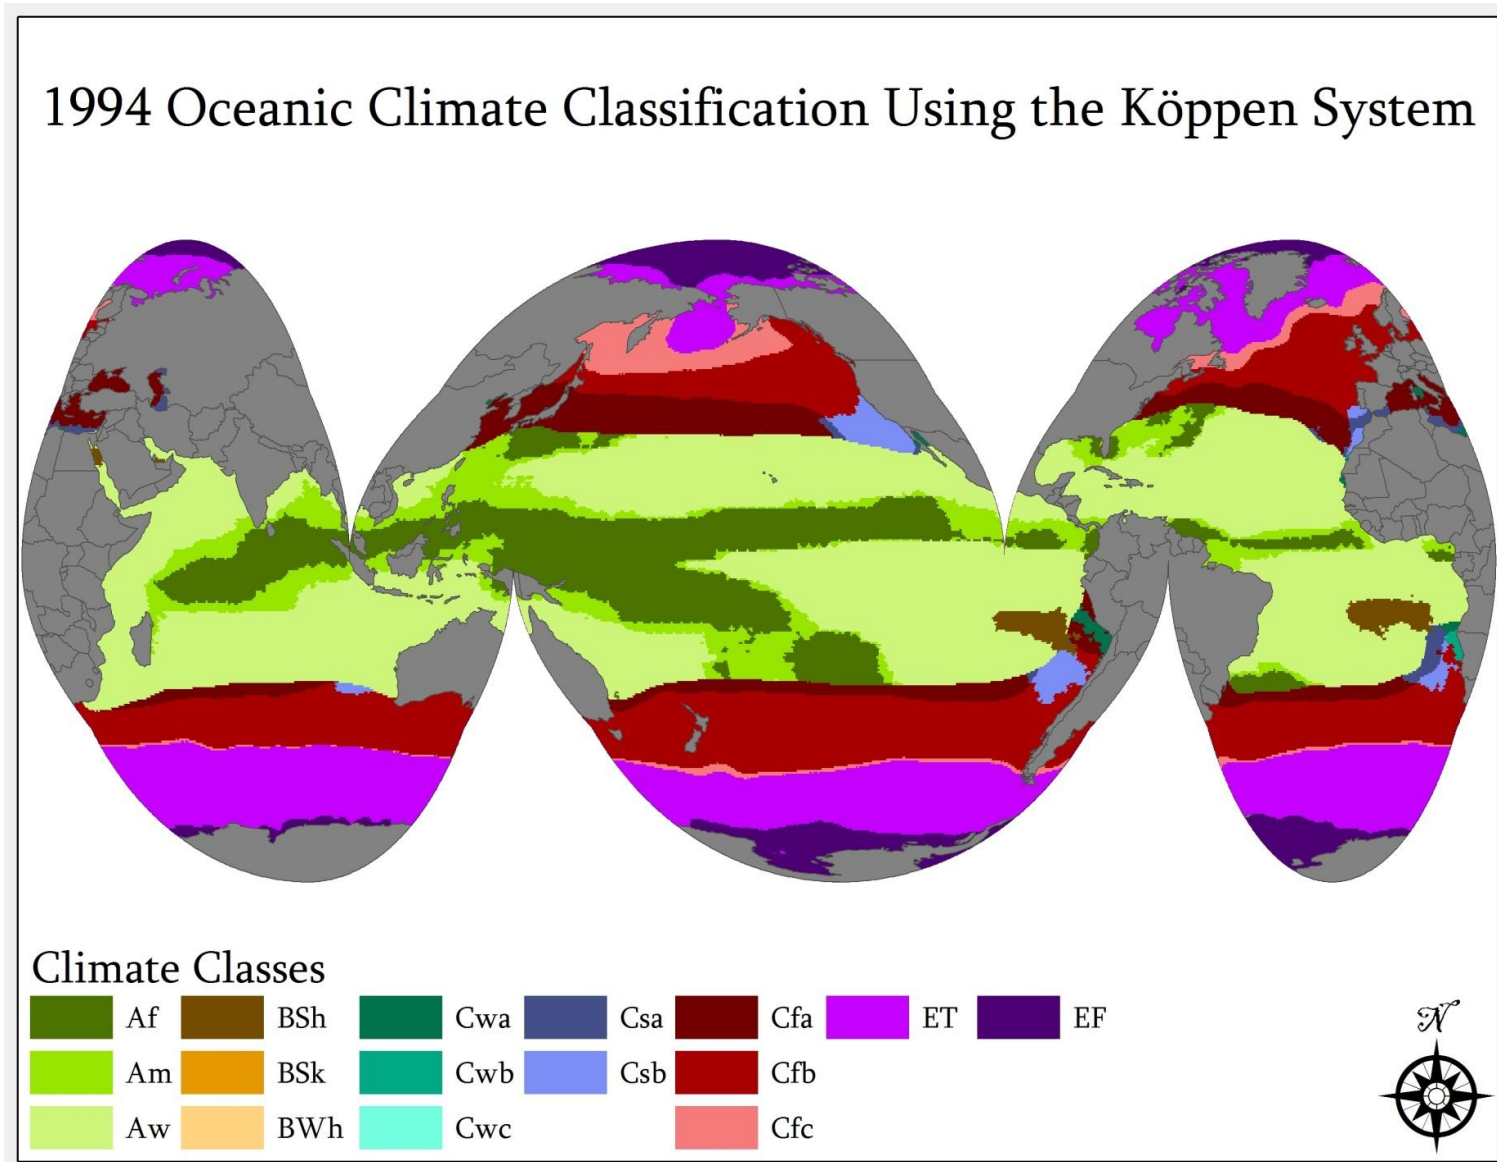 1994 Oceanic Climate Classification Using the Köppen System
Climate Classes
Af BSh Cwa Csa Cfa ET EF
Am BSk Cwb Csb Cfb
Aw BWh Cwc Cfc
N